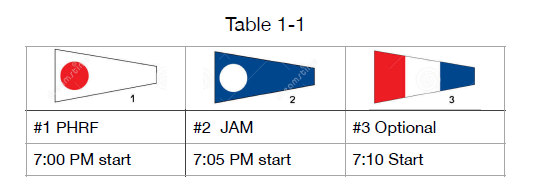 Table 1-1
1 2 3
#1 PHRF #2 JAM #3 Optional
7:00 PM start 7:05 PM start 7:10 Start